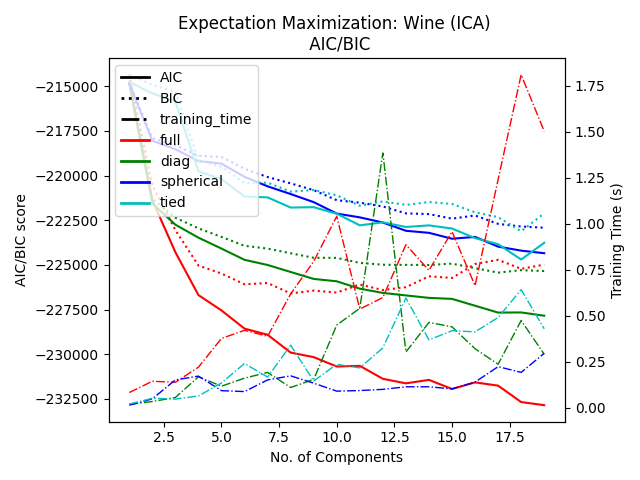 Expectation Maximization: Wine (ICA)
AIC/BIC
AIC
BIC
training_time
full
diag
spherical
tied
−215000
−217500
−220000
−222500
−225000
−227500
−230000
−232500
AIC/BIC score
1.75
1.50
1.25
1.00
0.75
0.50
0.25
0.00
Training Time (s)
2.5 5.0 7.5 10.0 12.5 15.0 17.5
No. of Components